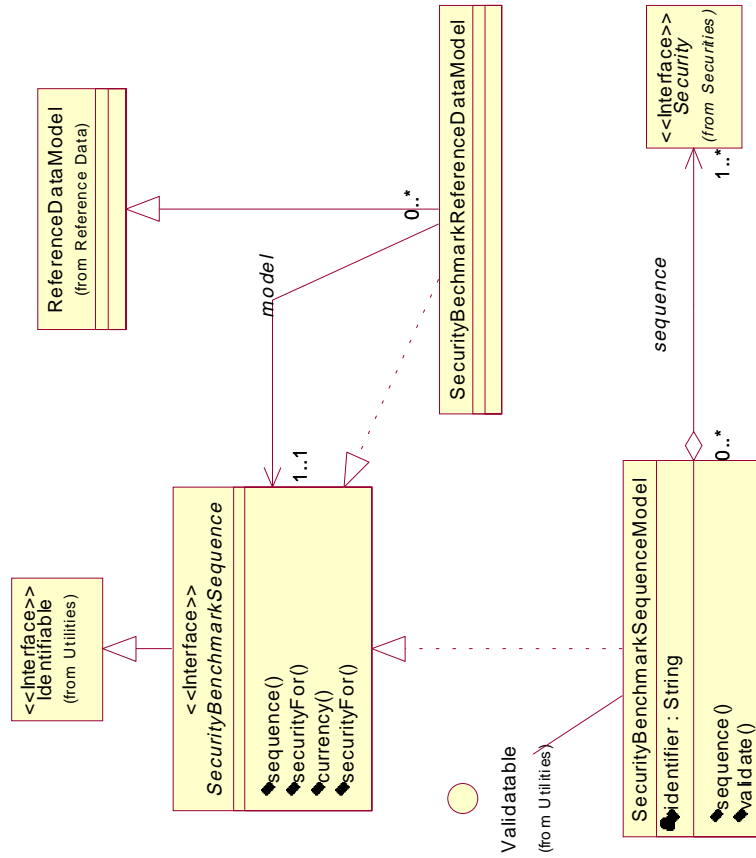 <<Interface>>
Identifiable
(from Utilities)
ReferenceDataModel
(from Reference Data)
<<Interface>>
SecurityBenchmarkSequence
sequence()
securityFor()
currency()
securityFor()
1..1
model
0..*
SecurityBechmarkReferenceDataModel
Validatable
(from Utilities)
SecurityBenchmarkSequenceModel
identifier : String
sequence()
validate()
0..*
sequence
1..*
<<Interface>>
Security
(from Securities)